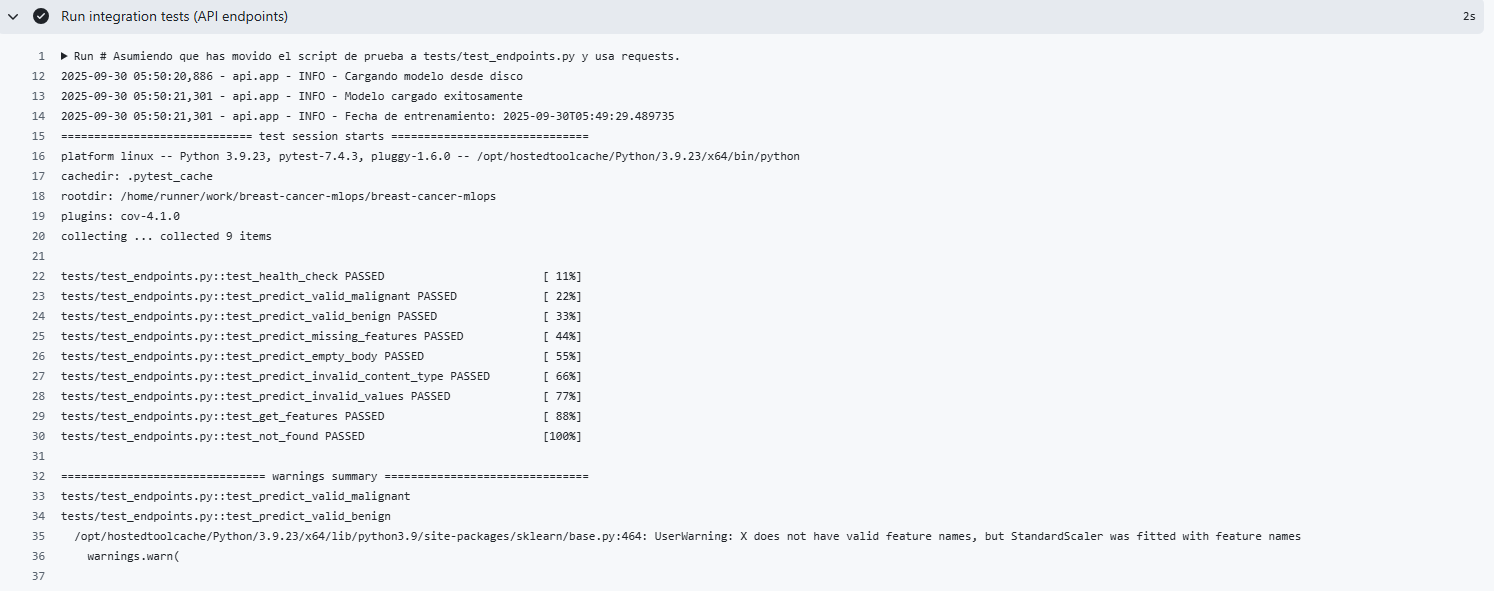 Run integration tests (API endpoints) 2s
1 Run # Asumiendo que has movido el script de prueba a tests/test_endpoints.py y usa requests.
12 2025-09-30 05:50:20,886 - api.app - INFO - Cargando modelo desde disco
13 2025-09-30 05:50:21,301 - api.app - INFO - Modelo cargado exitosamente
14 2025-09-30 05:50:21,301 - api.app - INFO - Fecha de entrenamiento: 2025-09-30T05:49:29.489735
15 ============================= test session starts ==============================
16 platform linux -- Python 3.9.23, pytest-7.4.3, pluggy-1.6.0 -- /opt/hostedtoolcache/Python/3.9.23/x64/bin/python
17 cachedir: .pytest_cache
18 rootdir: /home/runner/work/breast-cancer-mlops/breast-cancer-mlops
19 plugins: cov-4.1.0
20 collecting ... collected 9 items
21
22 tests/test_endpoints.py::test_health_check PASSED [ 11%]
23 tests/test_endpoints.py::test_predict_valid_malignant PASSED [ 22%]
24 tests/test_endpoints.py::test_predict_valid_benign PASSED [ 33%]
25 tests/test_endpoints.py::test_predict_missing_features PASSED [ 44%]
26 tests/test_endpoints.py::test_predict_empty_body PASSED [ 55%]
27 tests/test_endpoints.py::test_predict_invalid_content_type PASSED [ 66%]
28 tests/test_endpoints.py::test_predict_invalid_values PASSED [ 77%]
29 tests/test_endpoints.py::test_get_features PASSED [ 88%]
30 tests/test_endpoints.py::test_not_found PASSED [100%]
31
32 =============================== warnings summary ===============================
33 tests/test_endpoints.py::test_predict_valid_malignant
34 tests/test_endpoints.py::test_predict_valid_benign
35 /opt/hostedtoolcache/Python/3.9.23/x64/lib/python3.9/site-packages/sklearn/base.py:464: UserWarning: X does not have valid feature names, but StandardScaler was fitted with feature names
36 warnings.warn(
37